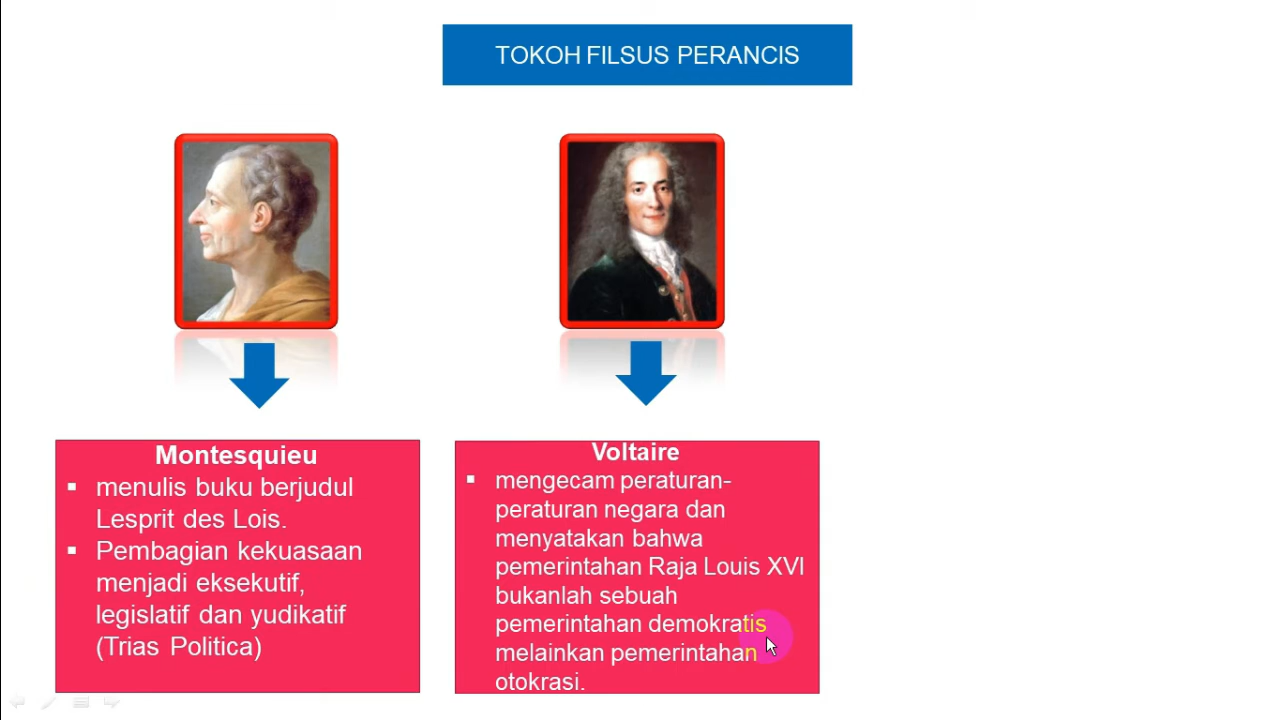 TOKOH FILSUS PERANCIS
Montesquieu
▪ menulis buku berjudul
Lesprit des Lois.
▪ Pembagian kekuasaan
menjadi eksekutif,
legislatif dan yudikatif
(Trias Politica)
Voltaire
▪ mengecam peraturan-
peraturan negara dan
menyatakan bahwa
pemerintahan Raja Louis XVI
bukanlah sebuah
pemerintahan demokratis
melainkan pemerintahan
otokrasi.